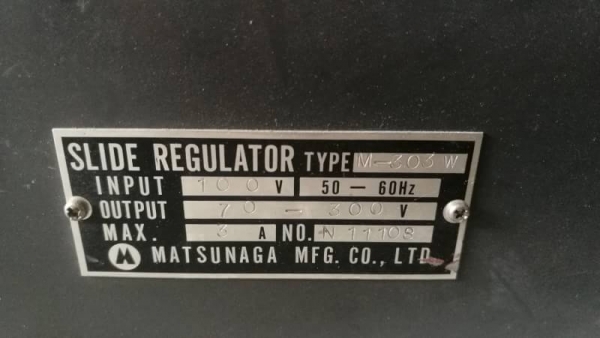 SLIDE REGULATOR TYPE M-303W
INPUT 100 V 50 — 60Hz
OUTPUT 70 - 300 V
MAX. 3 A NO. N 11108
M MATSUNAGA MFG. CO., LTD